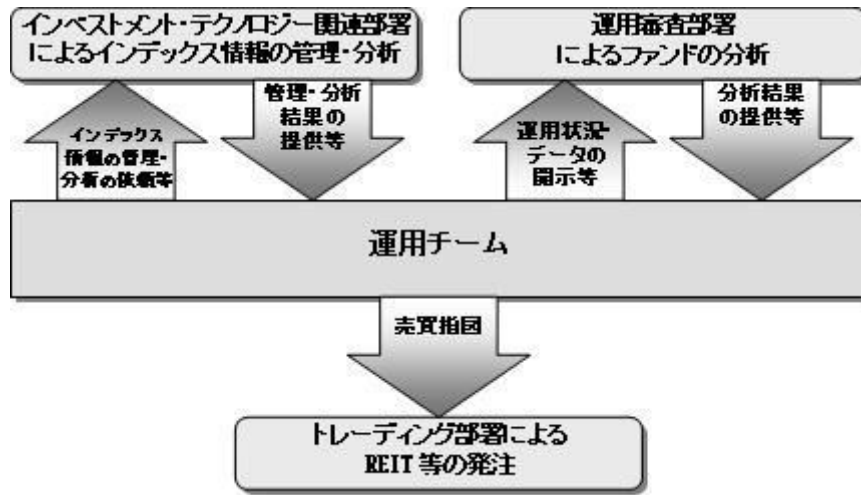 インベストメント・テクノロジー関連部署
によるインデックス情報の管理・分析
運用審査部署
によるファンドの分析
インデックス
情報の管理・
分析の依頼等
管理・分析
結果の
提供等
運用状況・
データの
開示等
分析結果
の提供等
運用チーム
売買指図
トレーディング部署による
REIT 等の発注